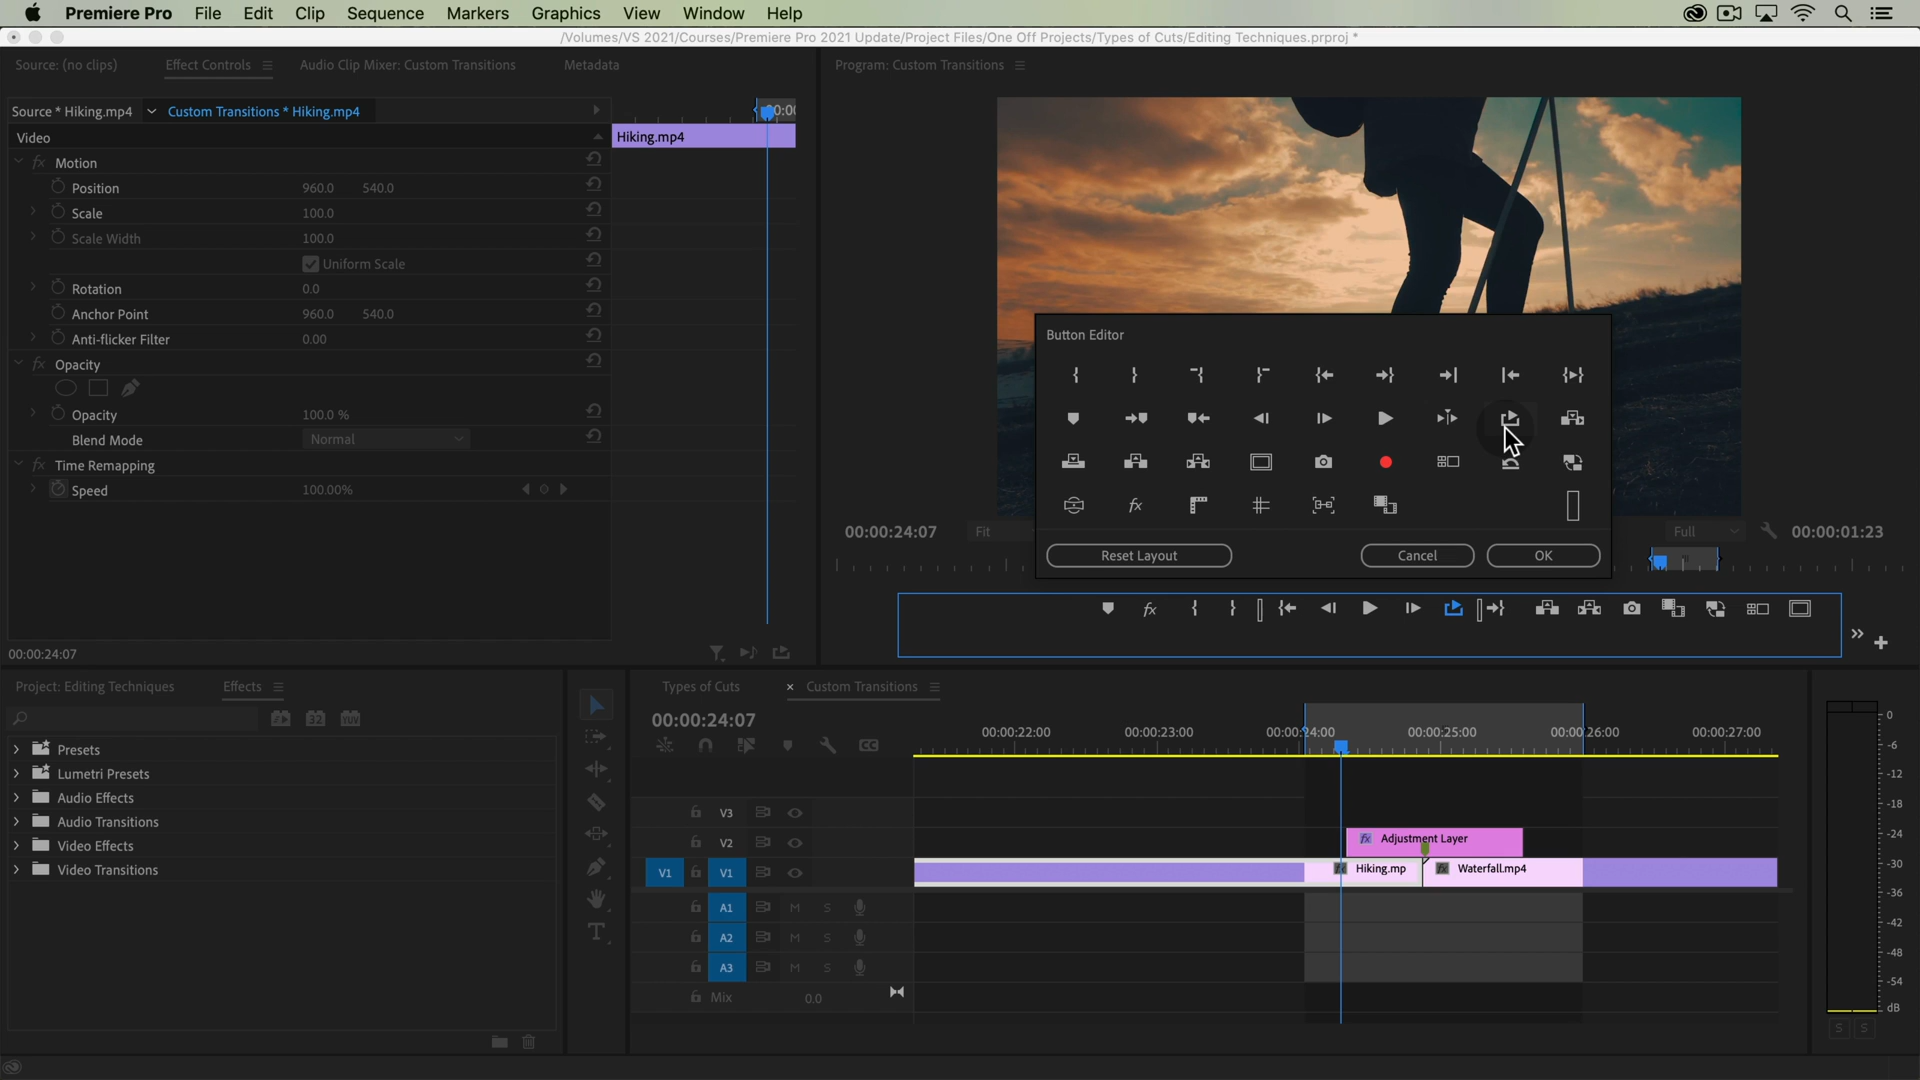 Premiere Pro File Edit Clip Sequence Markers Graphics View Window Help
/Volumes/VS 2021/Courses/Premiere Pro 2021 Update/Project Files/One Off Projects/Types of Cuts/Editing Techniques.prproj *
Source: (no clips) Effect Controls Audio Clip Mixer: Custom Transitions Metadata
Program: Custom Transitions
Source * Hiking.mp4 Custom Transitions * Hiking.mp4
Video
Hiking.mp4
fx Motion
Position 960.0 540.0
Scale 100.0
Scale Width 100.0
Uniform Scale
Rotation 0.0
Anchor Point 960.0 540.0
Anti-flicker Filter 0.00
fx Opacity
Opacity 100.0 %
Blend Mode Normal
fx Time Remapping
Speed 100.00%
00:00:24:07
Button Editor
fx
Reset Layout Cancel OK
00:00:24:07 Fit Full 00:00:01:23
fx
Project: Editing Techniques Effects
32 YUV
Presets
Lumetri Presets
Audio Effects
Audio Transitions
Video Effects
Video Transitions
Types of Cuts × Custom Transitions
00:00:24:07
00:00:22:00 00:00:23:00 00:00:24:00 00:00:25:00 00:00:26:00 00:00:27:00
CC
V3
V2 fx Adjustment Layer
V1 V1 fx Hiking.mp fx Waterfall.mp4
A1 M S
A2 M S
A3 M S
Mix 0.0
0
-6
-12
-18
-24
-30
-36
-42
-48
-54
dB
S S